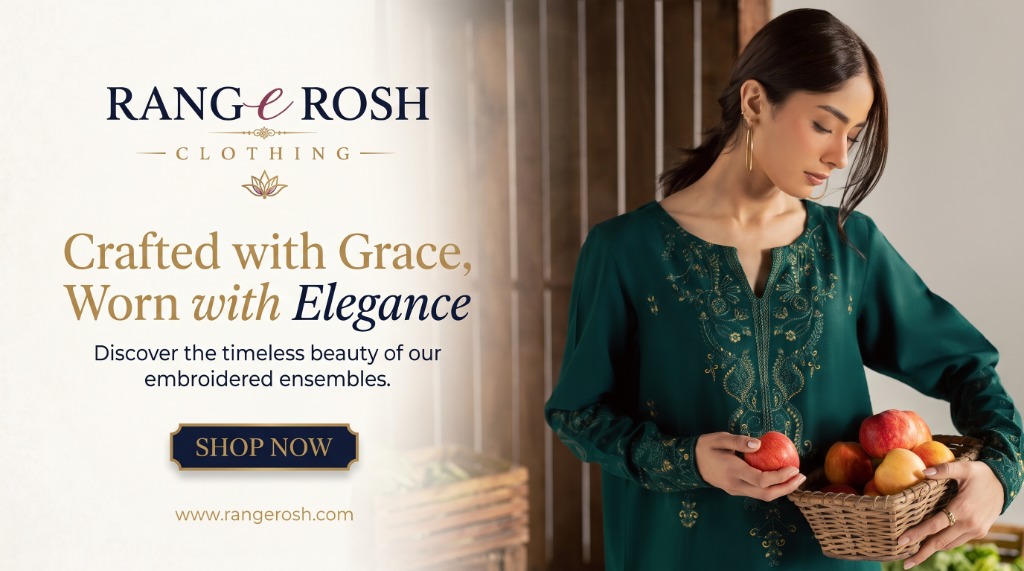 RANG e ROSH
CLOTHING
Crafted with Grace,
Worn with Elegance
Discover the timeless beauty of our
embroidered ensembles.
SHOP NOW
www.rangerosh.com